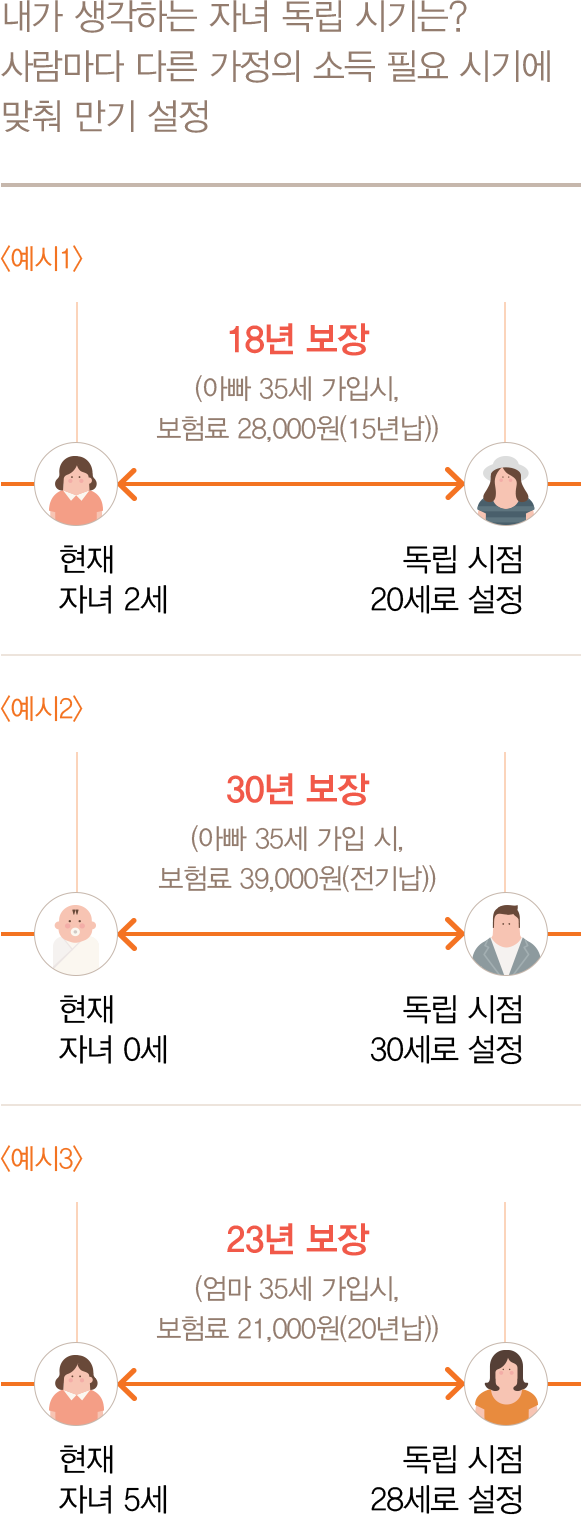 내가 생각하는 자녀 독립 시기는?
사람마다 다른 가정의 소득 필요 시기에
맞춰 만기 설정
<예시1>
18년 보장
(아빠 35세 가입시,
보험료 28,000원(15년납))
현재
자녀 2세
독립 시점
20세로 설정
<예시2>
30년 보장
(아빠 35세 가입 시,
보험료 39,000원(전기납))
현재
자녀 0세
독립 시점
30세로 설정
<예시3>
23년 보장
(엄마 35세 가입시,
보험료 21,000원(20년납))
현재
자녀 5세
독립 시점
28세로 설정